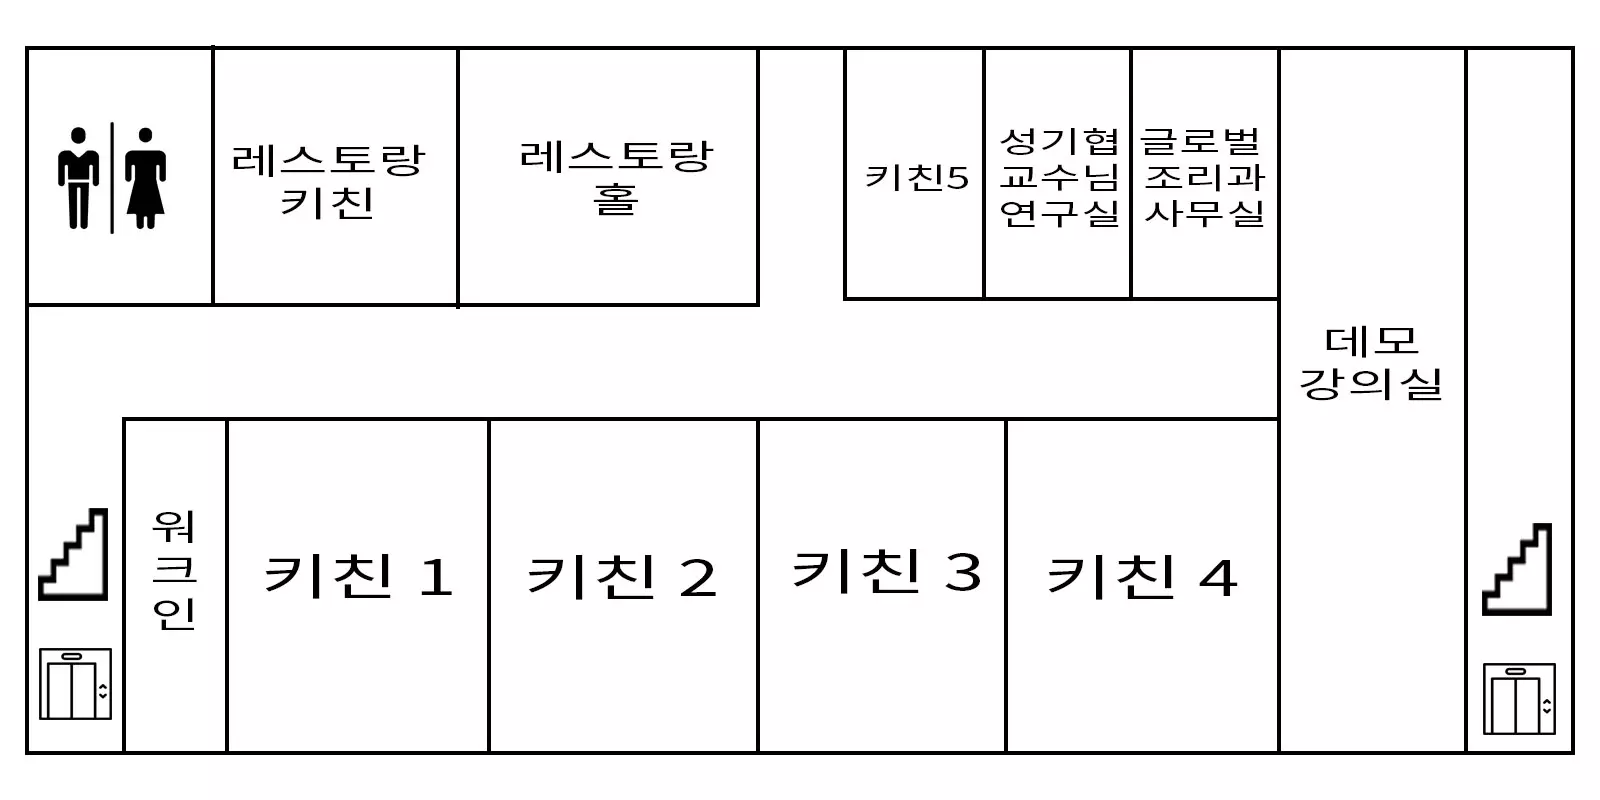 레스토랑
키친
레스토랑
홀
키친5
성기협
교수님
연구실
글로벌
조리과
사무실
데모
강의실
워
크
인
키친 1
키친 2
키친 3
키친 4